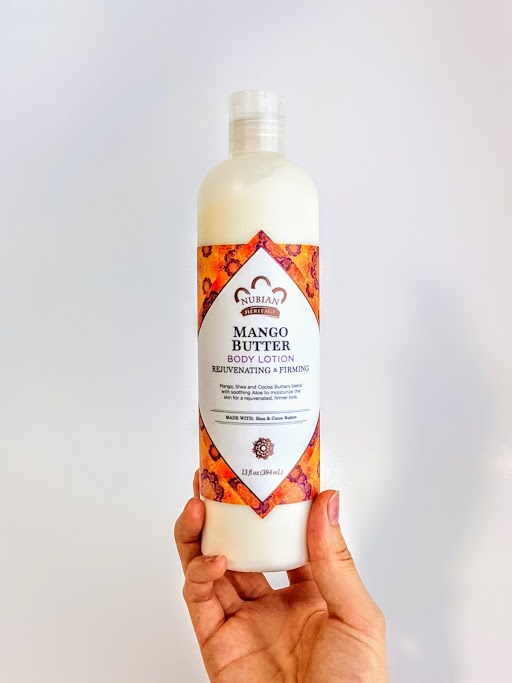 NUBIAN
HERITAGE
MANGO
BUTTER
BODY LOTION
REJUVENATING & FIRMING
Mango, Shea and Cocoa Butters blend
with soothing Aloe to moisturize the
skin for a rejuvenated, firmer look.
MADE WITH: Shea & Cocoa Butters
13 fl oz (384 mL)